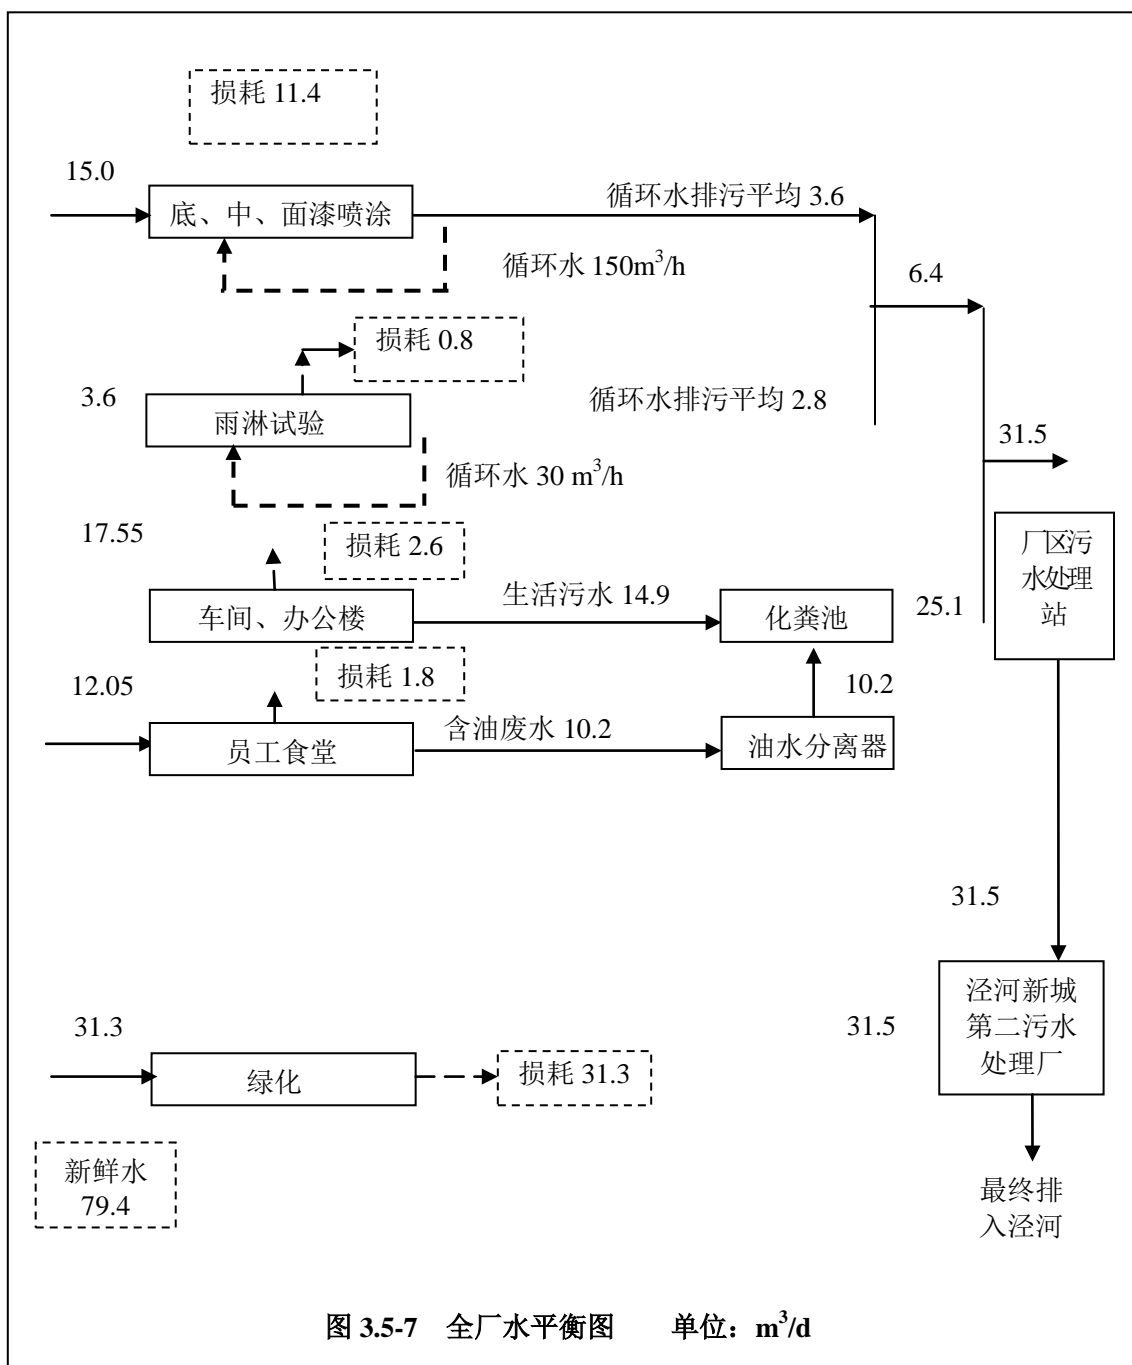 损耗 11.4
15.0
底、中、面漆喷涂
循环水排污平均 3.6
循环水 150m³/h
6.4
损耗 0.8
3.6
雨淋试验
循环水排污平均 2.8
31.5
循环水 30 m³/h
17.55
损耗 2.6
厂区污
水处理
站
车间、办公楼
生活污水 14.9
化粪池
25.1
损耗 1.8
12.05
10.2
员工食堂
含油废水 10.2
油水分离器
31.5
31.3
绿化
损耗 31.3
31.5
泾河新城
第二污水
处理厂
新鲜水
79.4
最终排
入泾河
图 3.5-7 全厂水平衡图 单位：m³/d